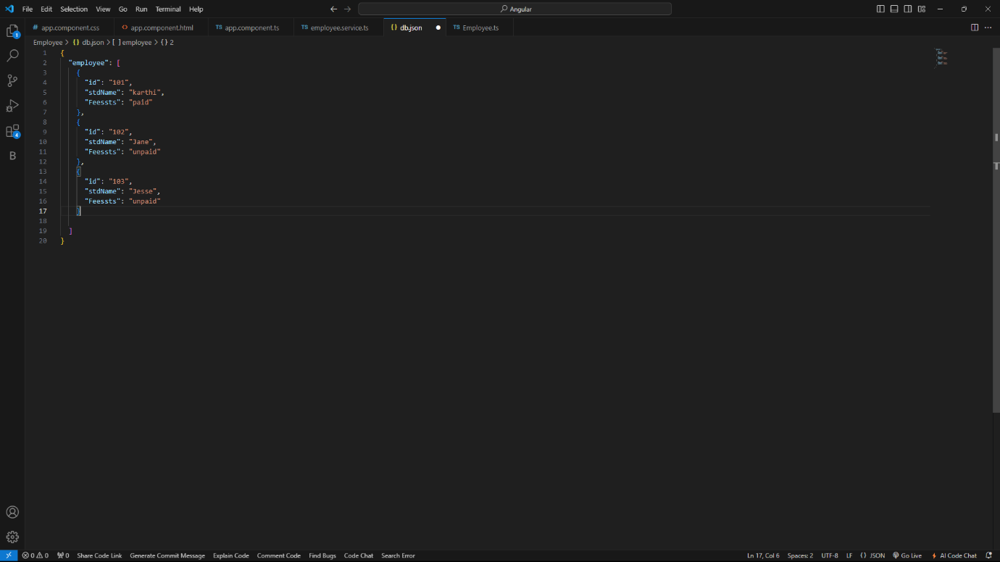 File Edit Selection View Go Run Terminal Help
Angular
# app.component.css
<> app.component.html
TS app.component.ts
TS employee.service.ts
{} db.json
TS Employee.ts
Employee > {} db.json > [ ] employee > {} 2
1 {
2 "employee": [
3 {
4 "id": "101",
5 "stdName": "karthi",
6 "Feessts": "paid"
7 },
8 {
9 "id": "102",
10 "stdName": "Jane",
11 "Feessts": "unpaid"
12 },
13 {
14 "id": "103",
15 "stdName": "Jesse",
16 "Feessts": "unpaid"
17 }
18
19 ]
20 }
1
4
B
0 0 0 Share Code Link Generate Commit Message Explain Code Comment Code Find Bugs Code Chat Search Error
Ln 17, Col 6 Spaces: 2 UTF-8 LF {} JSON Go Live AI Code Chat